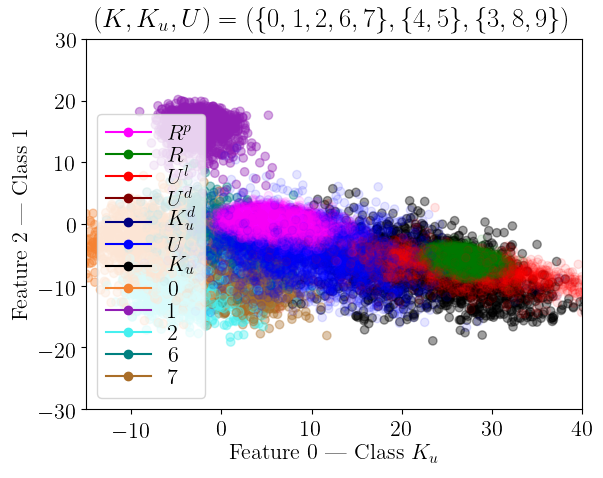 (K, K_u, U) = ({0, 1, 2, 6, 7}, {4, 5}, {3, 8, 9})
30
20
10
0
−10
−20
−30
Feature 2 — Class 1
R^p
R
U^l
U^d
K_u^d
U
K_u
0
1
2
6
7
−10
0
10
20
30
40
Feature 0 — Class K_u